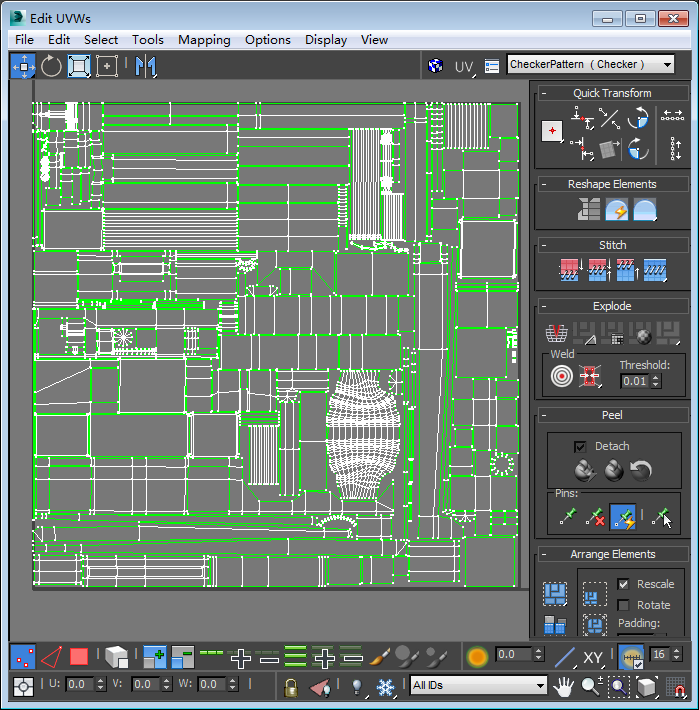 Edit UVWs
File Edit Select Tools Mapping Options Display View
UV CheckerPattern ( Checker )
- Quick Transform
- Reshape Elements
- Stitch
- Explode
Weld
Threshold:
0.01
- Peel
Detach
Pins:
- Arrange Elements
Rescale
Rotate
Padding:
0.0 XY 16
U: 0.0 V: 0.0 W: 0.0 All IDs